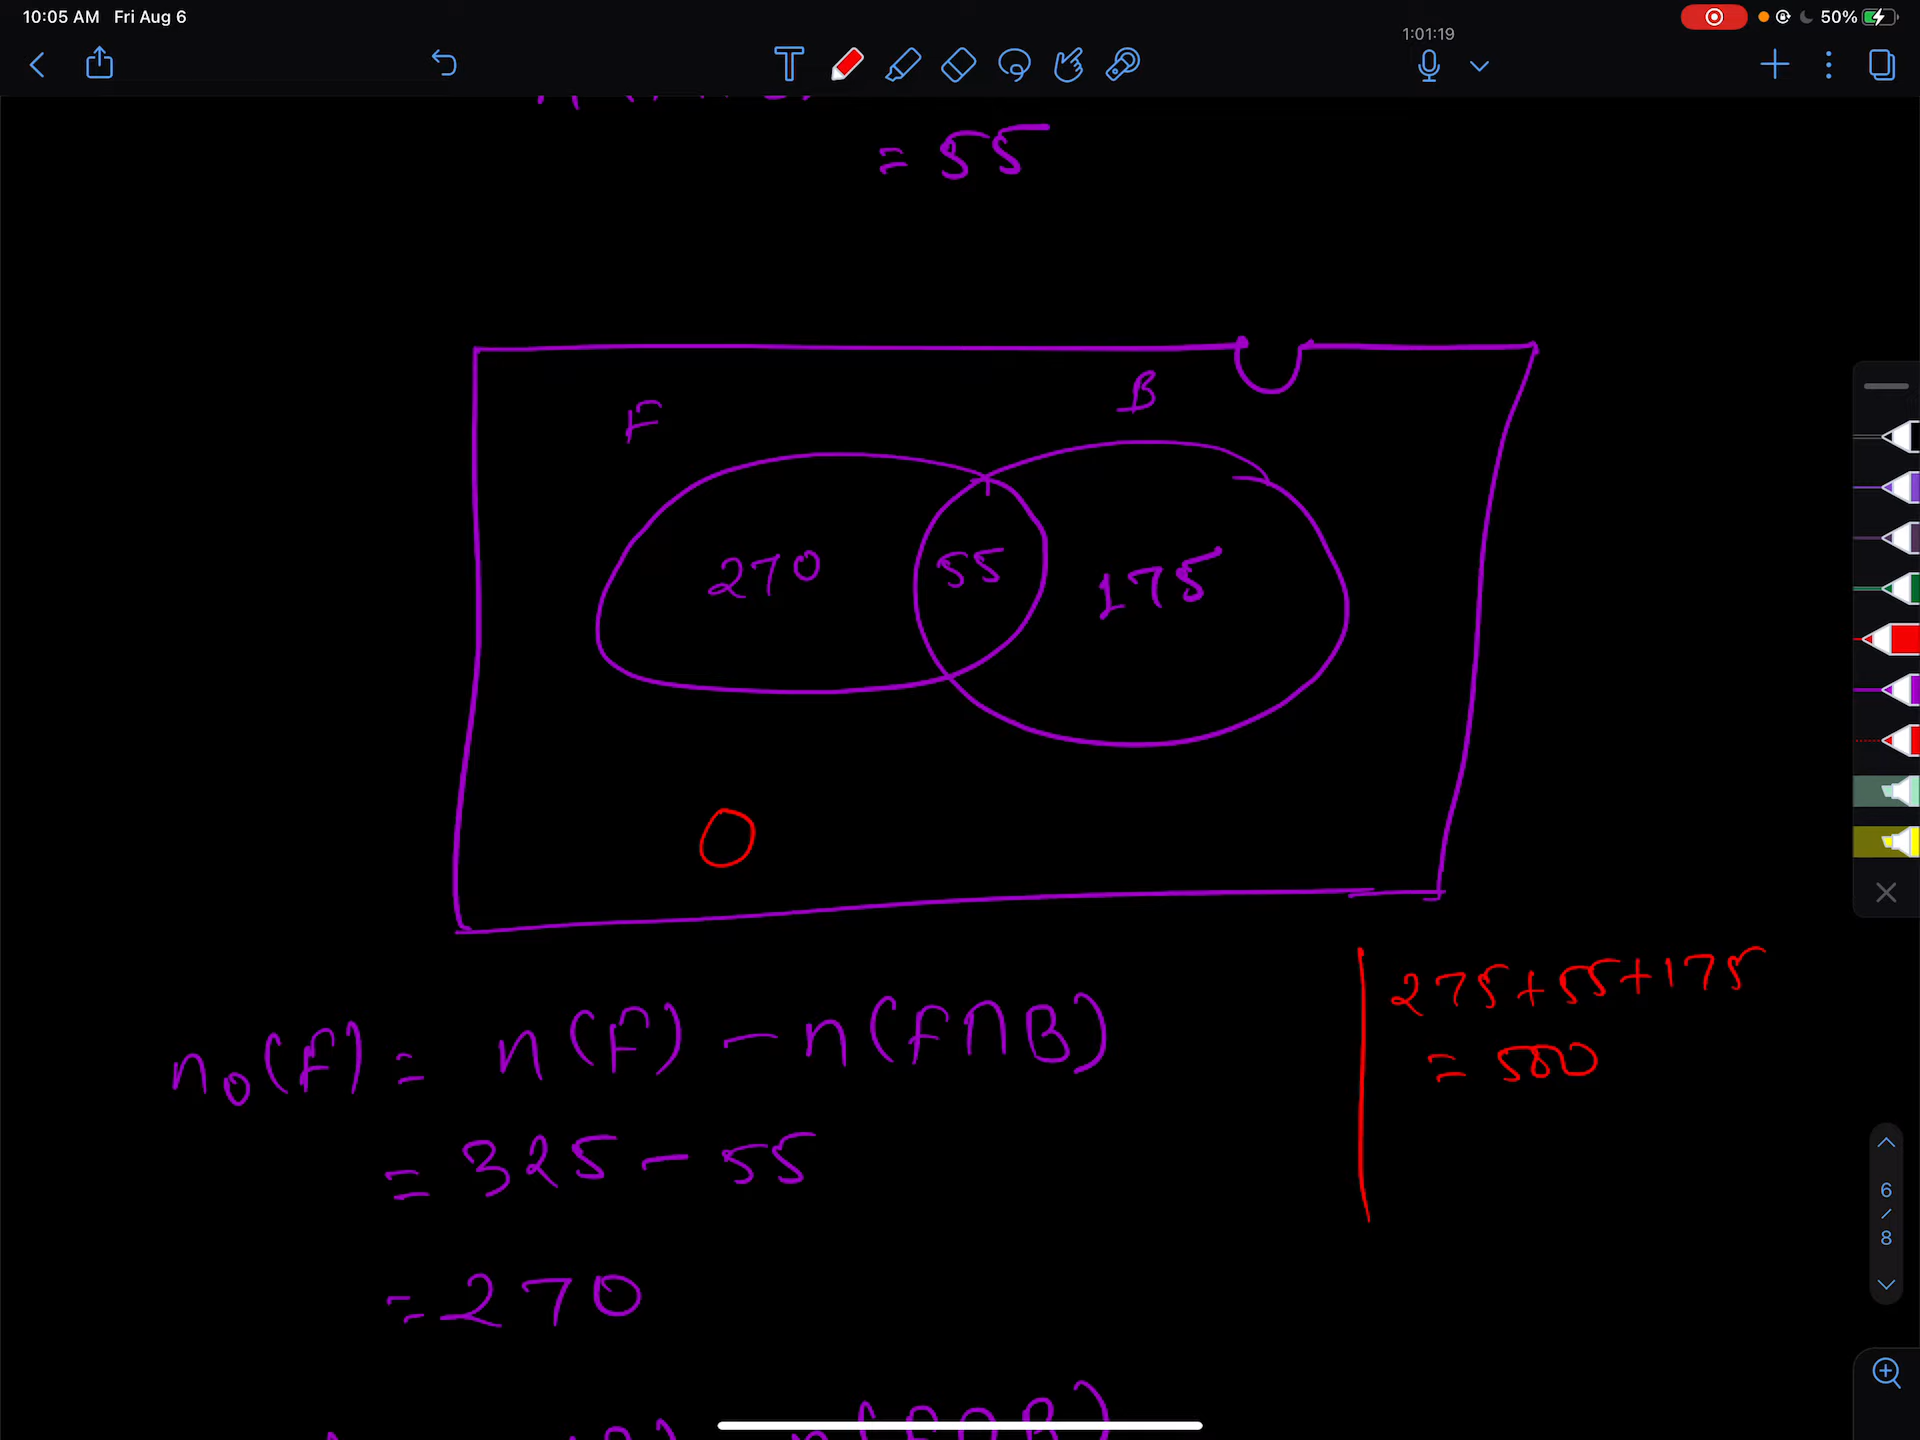 10:05 AM Fri Aug 6
50%
1:01:19
= 55
F
B
U
270 55 175
O
n₀(F) = n(F) - n(F∩B)
= 325 - 55
= 270
275+55+175
= 500
6
/
8
n(F∩B)